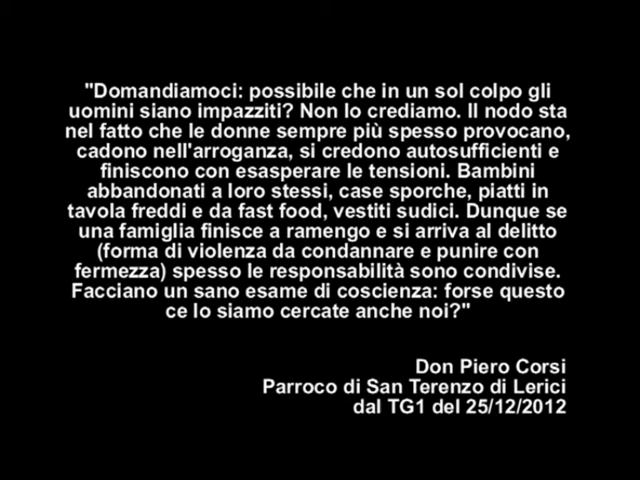 "Domandiamoci: possibile che in un sol colpo gli
uomini siano impazziti? Non lo crediamo. Il nodo sta
nel fatto che le donne sempre più spesso provocano,
cadono nell'arroganza, si credono autosufficienti e
finiscono con esasperare le tensioni. Bambini
abbandonati a loro stessi, case sporche, piatti in
tavola freddi e da fast food, vestiti sudici. Dunque se
una famiglia finisce a ramengo e si arriva al delitto
(forma di violenza da condannare e punire con
fermezza) spesso le responsabilità sono condivise.
Facciano un sano esame di coscienza: forse questo
ce lo siamo cercate anche noi?"
Don Piero Corsi
Parroco di San Terenzo di Lerici
dal TG1 del 25/12/2012